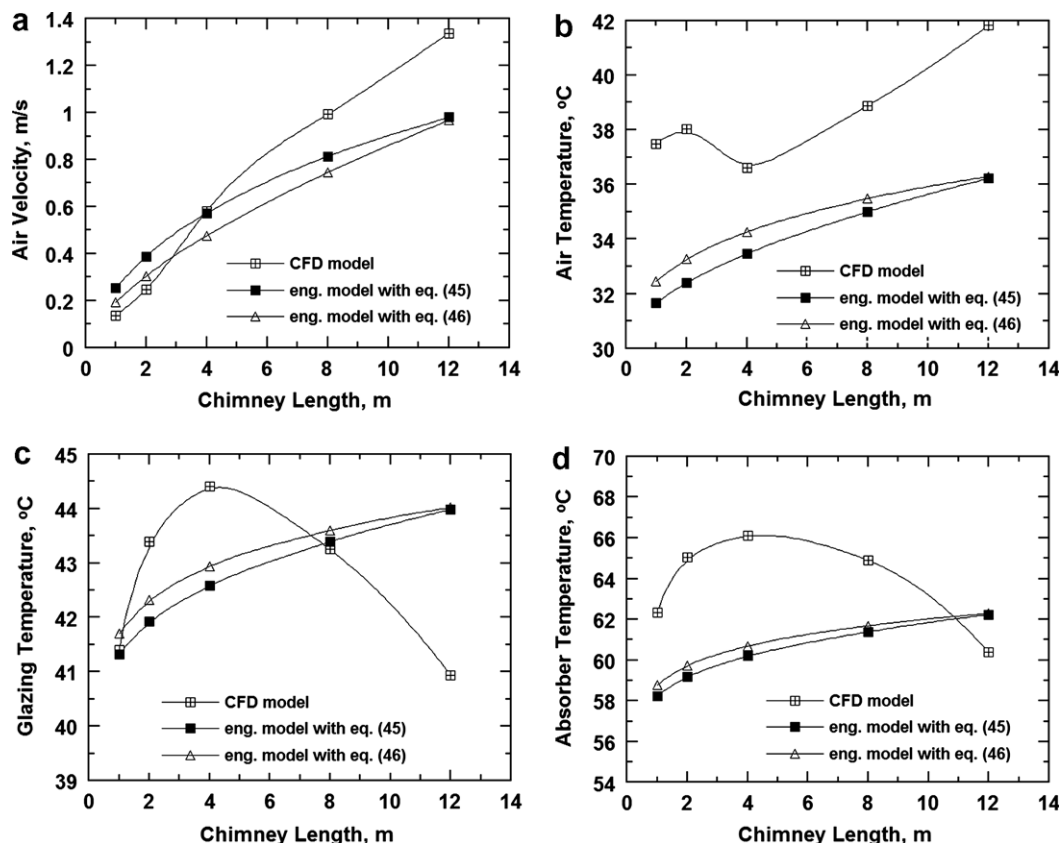 a
1.4
1.2
1
0.8
0.6
0.4
0.2
0
Air Velocity, m/s
CFD model
eng. model with eq. (45)
eng. model with eq. (46)
0 2 4 6 8 10 12 14
Chimney Length, m
b
42
40
38
36
34
32
30
Air Temperature, ºC
CFD model
eng. model with eq. (45)
eng. model with eq. (46)
0 2 4 6 8 10 12 14
Chimney Length, m
c
45
44
43
42
41
40
39
Glazing Temperature, ºC
CFD model
eng. model with eq. (45)
eng. model with eq. (46)
0 2 4 6 8 10 12 14
Chimney Length, m
d
70
68
66
64
62
60
58
56
54
Absorber Temperature, ºC
CFD model
eng. model with eq. (45)
eng. model with eq. (46)
0 2 4 6 8 10 12 14
Chimney Length, m